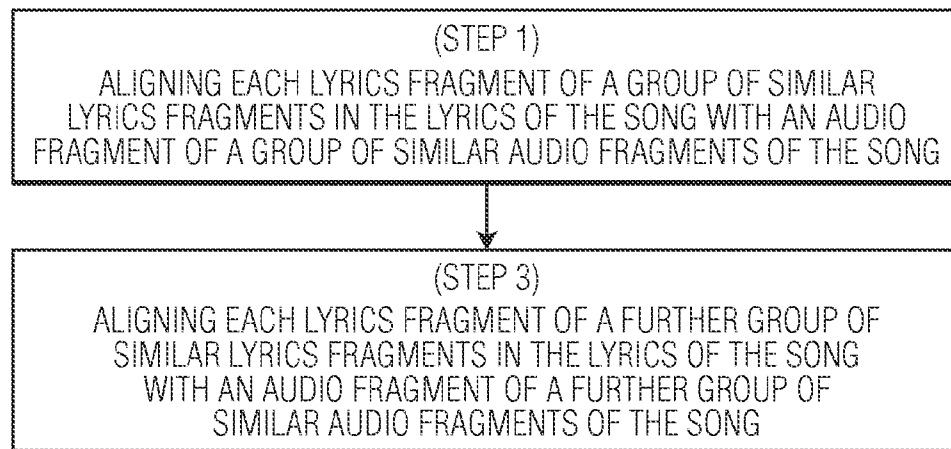 (STEP 1)
ALIGNING EACH LYRICS FRAGMENT OF A GROUP OF SIMILAR
LYRICS FRAGMENTS IN THE LYRICS OF THE SONG WITH AN AUDIO
FRAGMENT OF A GROUP OF SIMILAR AUDIO FRAGMENTS OF THE SONG
(STEP 3)
ALIGNING EACH LYRICS FRAGMENT OF A FURTHER GROUP OF
SIMILAR LYRICS FRAGMENTS IN THE LYRICS OF THE SONG
WITH AN AUDIO FRAGMENT OF A FURTHER GROUP OF
SIMILAR AUDIO FRAGMENTS OF THE SONG